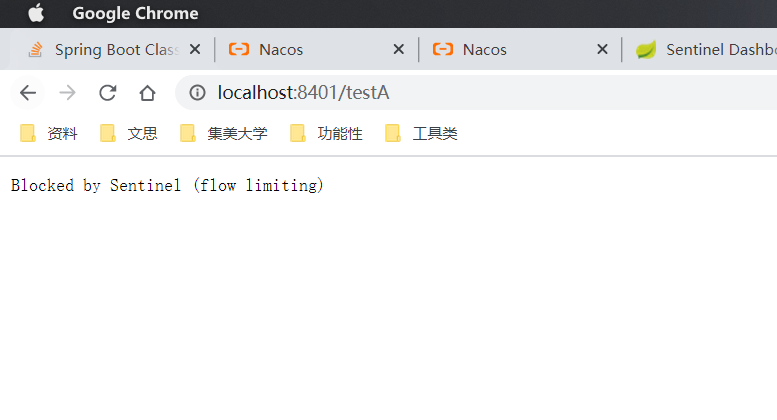 Google Chrome
Spring Boot Class Nacos Nacos Sentinel Dashbo
localhost:8401/testA
资料 文思 集美大学 功能性 工具类
Blocked by Sentinel (flow limiting)